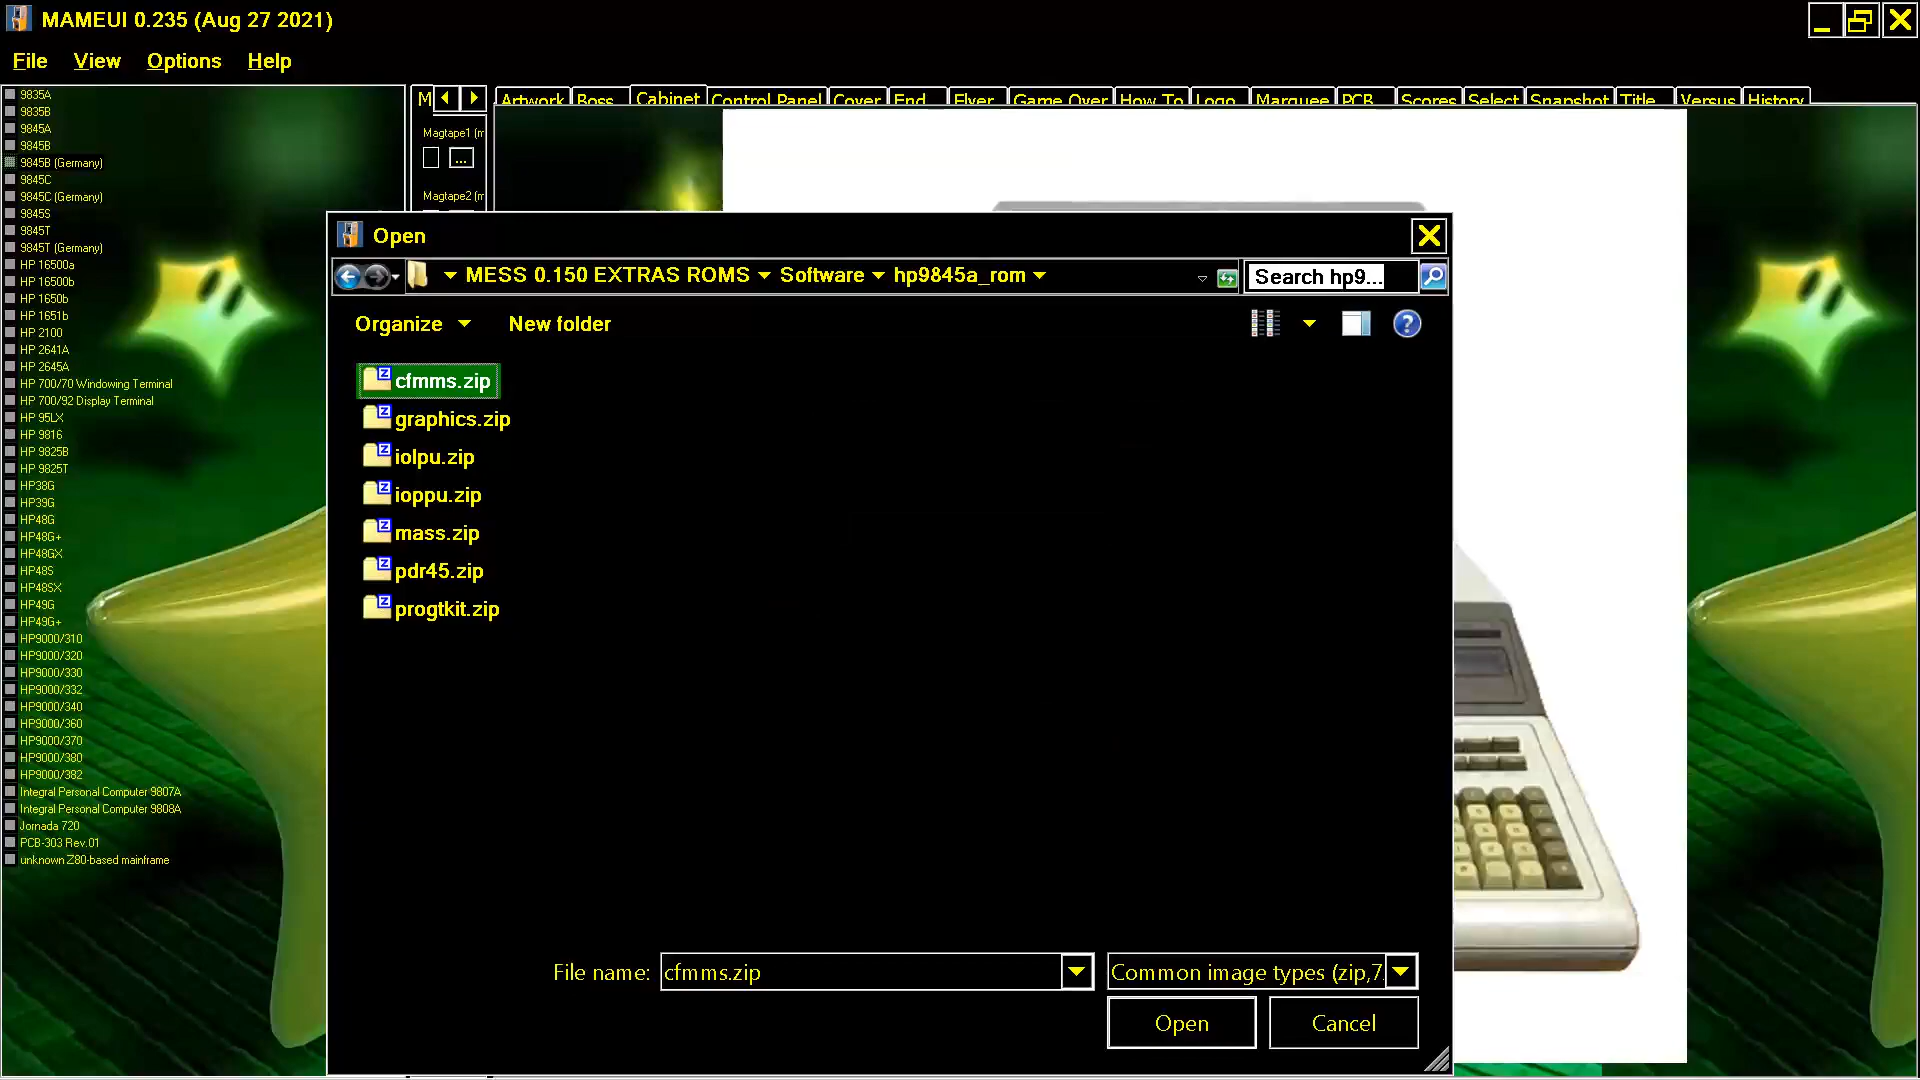 MAMEUI 0.235 (Aug 27 2021)
File View Options Help
9835A
9835B
9845A
9845B
9845B (Germany)
9845C
9845C (Germany)
9845S
9845T
9845T (Germany)
HP 16500a
HP 16500b
HP 1650b
HP 1651b
HP 2100
HP 2641A
HP 2645A
HP 700/70 Windowing Terminal
HP 700/92 Display Terminal
HP 95LX
HP 9816
HP 9825B
HP 9825T
HP38G
HP39G
HP48G
HP48G+
HP48GX
HP48S
HP48SX
HP49G
HP49G+
HP9000/310
HP9000/320
HP9000/330
HP9000/332
HP9000/340
HP9000/360
HP9000/370
HP9000/380
HP9000/382
Integral Personal Computer 9807A
Integral Personal Computer 9808A
Jornada 720
PCB-303 Rev.01
unknown Z80-based mainframe
M
Magtape1 (m
...
Magtape2 (m
Artwork Boss Cabinet Control Panel Cover End Flyer Game Over How To Logo Marquee PCB Scores Select Snapshot Title Versus History
Open
MESS 0.150 EXTRAS ROMS Software hp9845a_rom
Search hp9...
Organize New folder
cfmms.zip
graphics.zip
iolpu.zip
ioppu.zip
mass.zip
pdr45.zip
progtkit.zip
File name: cfmms.zip
Common image types (zip,7.
Open Cancel